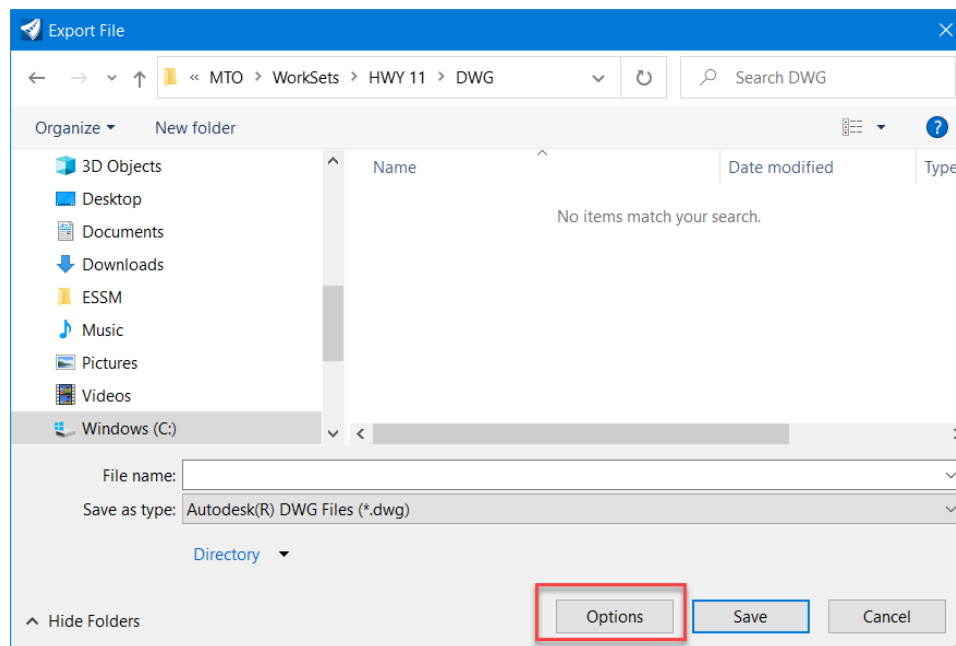 Export File
« MTO > WorkSets > HWY 11 > DWG
Search DWG
Organize
New folder
3D Objects
Desktop
Documents
Downloads
ESSM
Music
Pictures
Videos
Windows (C:)
Name
Date modified
Type
No items match your search.
File name:
Save as type: Autodesk(R) DWG Files (*.dwg)
Directory
Hide Folders
Options
Save
Cancel